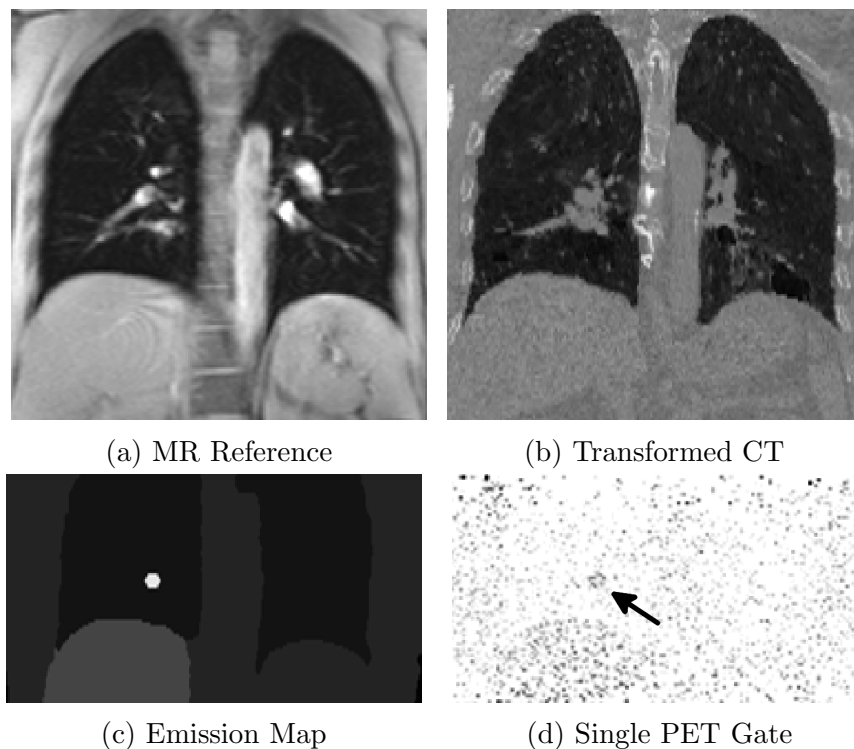 (a) MR Reference
(b) Transformed CT
(c) Emission Map
(d) Single PET Gate